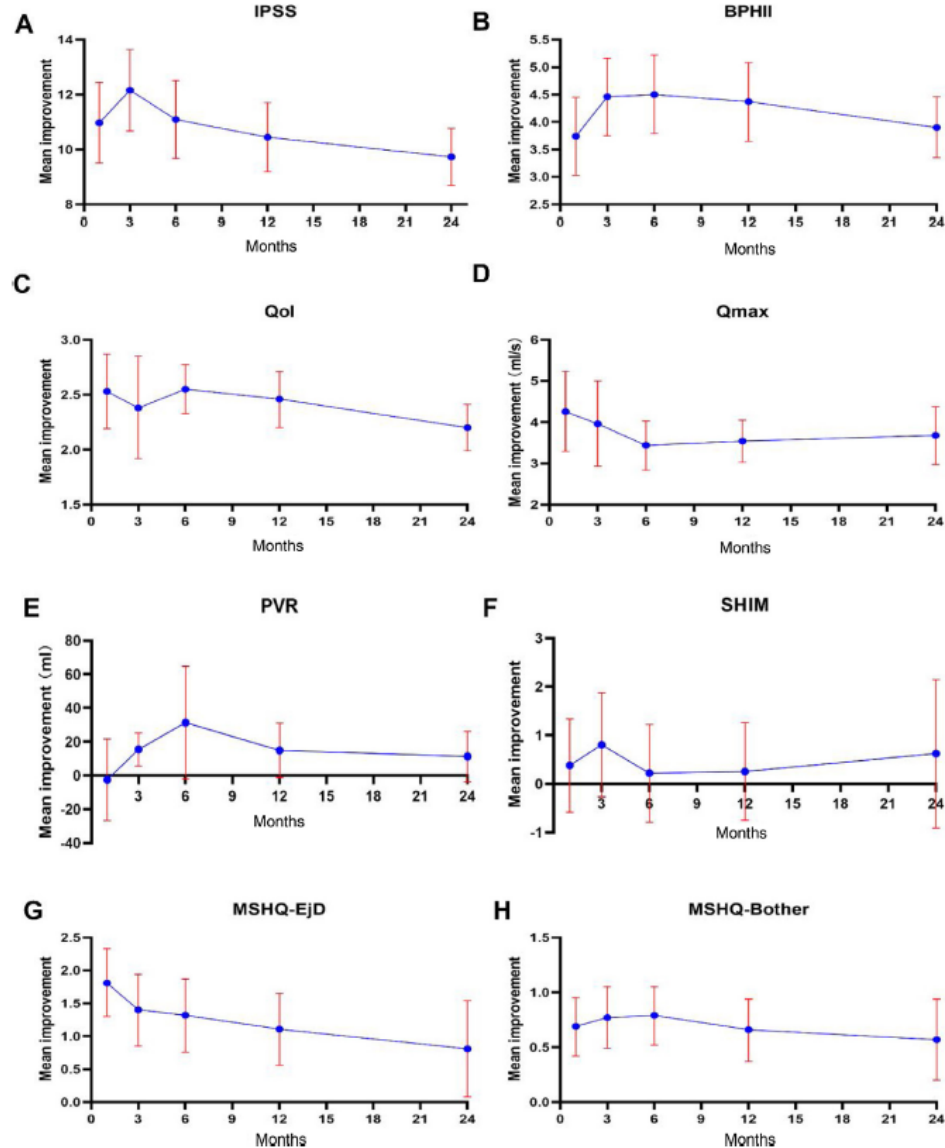 A
IPSS
Mean improvement
14
12
10
8
0 3 6 9 12 15 18 21 24
Months
B
BPHII
Mean improvement
5.5
5.0
4.5
4.0
3.5
3.0
2.5
0 3 6 9 12 15 18 21 24
Months
C
Qol
Mean improvement
3.0
2.5
2.0
1.5
0 3 6 9 12 15 18 21 24
Months
D
Qmax
Mean improvement (ml/s)
6
5
4
3
2
0 3 6 9 12 15 18 21 24
Months
E
PVR
Mean improvement (ml)
80
60
40
20
0
-20
-40
3 6 9 12 15 18 21 24
Months
F
SHIM
Mean improvement
3
2
1
0
-1
3 6 9 12 15 18 21 24
Months
G
MSHQ-EjD
Mean improvement
2.5
2.0
1.5
1.0
0.5
0.0
0 3 6 9 12 15 18 21 24
Months
H
MSHQ-Bother
Mean improvement
1.5
1.0
0.5
0.0
0 3 6 9 12 15 18 21 24
Months